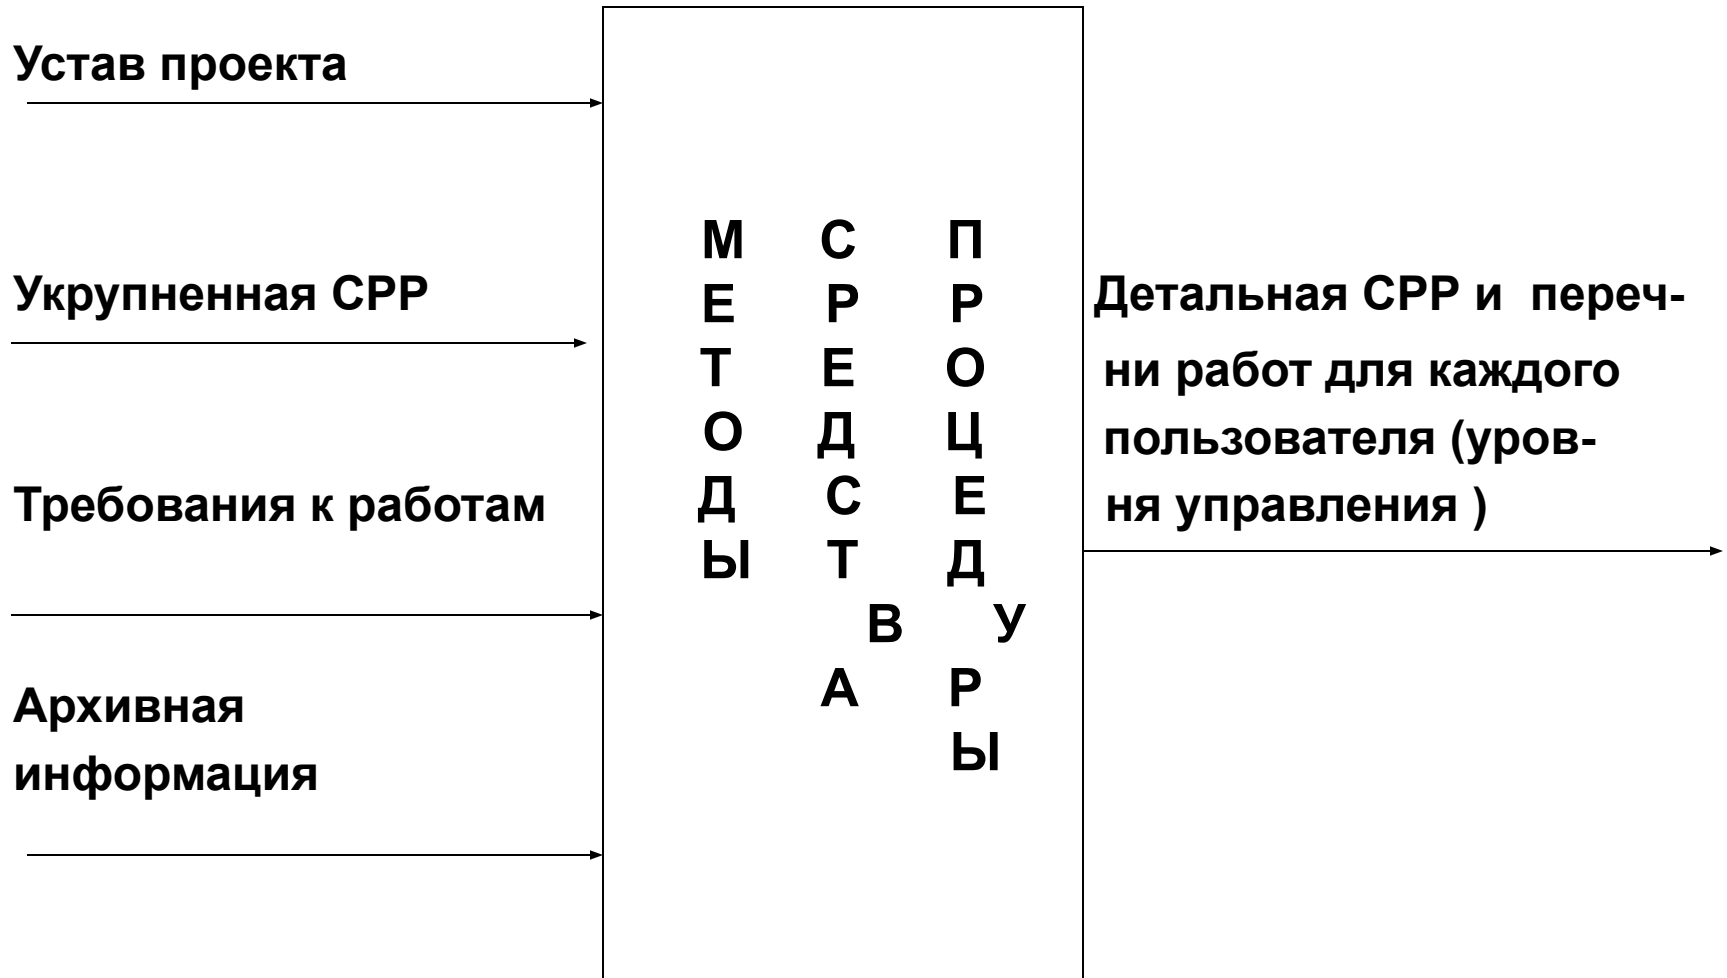 Устав проекта
Укрупненная СРР
Требования к работам
Архивная
информация
М С П
Е Р Р
Т Е О
О Д Ц
Д С Е
Ы Т Д
В У
А Р
Ы
Детальная СРР и переч-
ни работ для каждого
пользователя (уров-
ня управления )